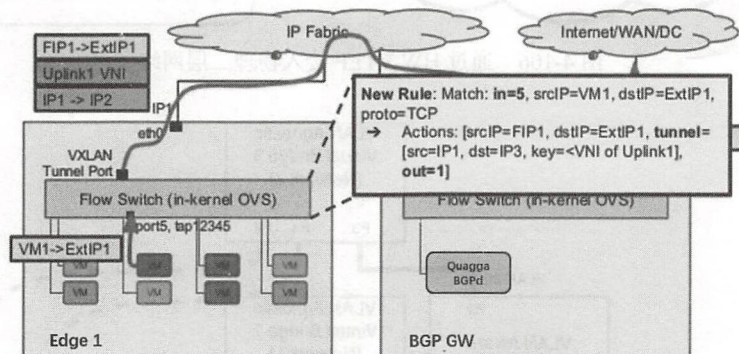 IP Fabric
Internet/WAN/DC
FIP1->ExtIP1
Uplink1 VNI
IP1 -> IP2
IP1
eth0
VXLAN
Tunnel Port
New Rule: Match: in=5, srcIP=VM1, dstIP=ExtIP1,
proto=TCP
→ Actions: [srcIP=FIP1, dstIP=ExtIP1, tunnel=
[src=IP1, dst=IP3, key=<VNI of Uplink1],
out=1]
Flow Switch (in-kernel OVS)
Flow Switch (in-kernel OVS)
port5, tap12345
VM1->ExtIP1
VM VM VM VM
VM VM VM VM
Quagga
BGPd
Edge 1
BGP GW